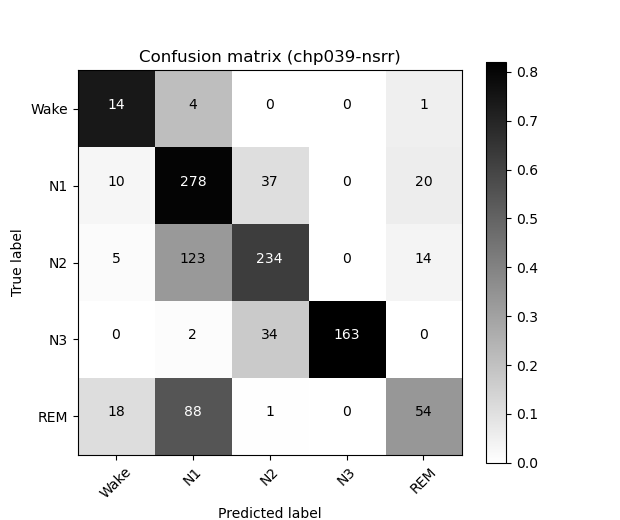 Confusion matrix (chp039-nsrr)
Wake 14 4 0 0 1
N1 10 278 37 0 20
N2 5 123 234 0 14
N3 0 2 34 163 0
REM 18 88 1 0 54
Wake N1 N2 N3 REM
Predicted label
True label
0.8
0.7
0.6
0.5
0.4
0.3
0.2
0.1
0.0